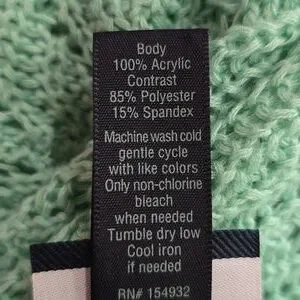 Body
100% Acrylic
Contrast
85% Polyester
15% Spandex
Machine wash cold
gentle cycle
with like colors
Only non-chlorine
bleach
when needed
Tumble dry low
Cool iron
if needed
RN# 154932